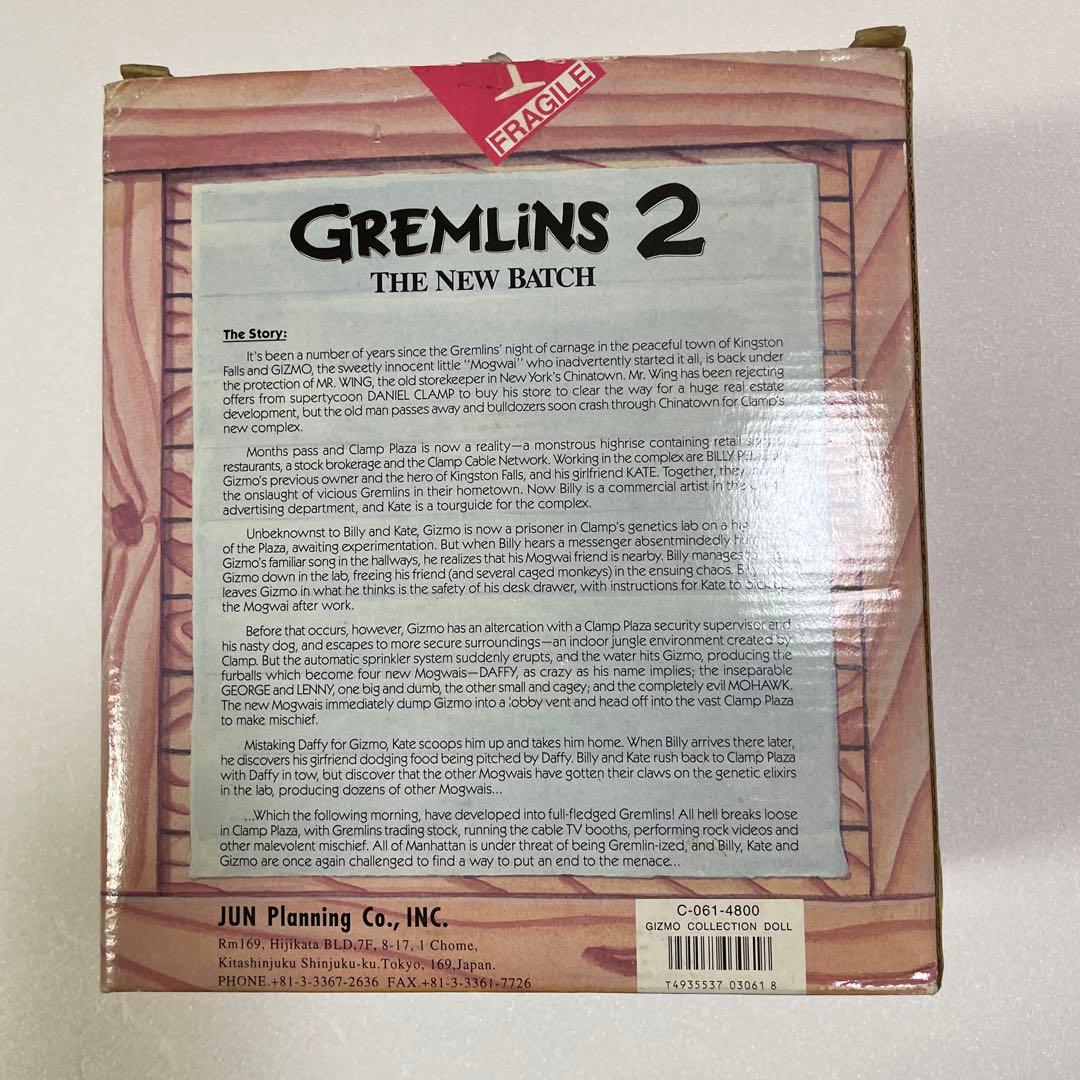 FRAGILE
GREMLiNS 2
THE NEW BATCH
The Story:
It's been a number of years since the Gremlins' night of carnage in the peaceful town of Kingston
Falls and GIZMO, the sweetly innocent little "Mogwai" who inadvertently started it all, is back under
the protection of MR. WING, the old storekeeper in New York's Chinatown. Mr. Wing has been rejecting
offers from supertycoon DANIEL CLAMP to buy his store to clear the way for a huge real estate
development, but the old man passes away and bulldozers soon crash through Chinatown for Clamp's
new complex.
Months pass and Clamp Plaza is now a reality—a monstrous highrise containing retail
restaurants, a stock brokerage and the Clamp Cable Network. Working in the complex are BILLY
Gizmo's previous owner and the hero of Kingston Falls, and his girlfriend KATE. Together, they
the onslaught of vicious Gremlins in their hometown. Now Billy is a commercial artist in the
advertising department, and Kate is a tourguide for the complex.
Unbeknownst to Billy and Kate, Gizmo is now a prisoner in Clamp's genetics lab on a
of the Plaza, awaiting experimentation. But when Billy hears a messenger absentmindedly
Gizmo's familiar song in the hallways, he realizes that his Mogwai friend is nearby. Billy manages
Gizmo down in the lab, freeing his friend (and several caged monkeys) in the ensuing chaos.
leaves Gizmo in what he thinks is the safety of his desk drawer, with instructions for Kate to pick up
the Mogwai after work.
Before that occurs, however, Gizmo has an altercation with a Clamp Plaza security supervisor and
his nasty dog, and escapes to more secure surroundings—an indoor jungle environment created by
Clamp. But the automatic sprinkler system suddenly erupts, and the water hits Gizmo, producing the
furballs which become four new Mogwais—DAFFY, as crazy as his name implies; the inseparable
GEORGE and LENNY, one big and dumb, the other small and cagey; and the completely evil MOHAWK.
The new Mogwais immediately dump Gizmo into a lobby vent and head off into the vast Clamp Plaza
to make mischief.
Mistaking Daffy for Gizmo, Kate scoops him up and takes him home. When Billy arrives there later,
he discovers his girlfriend dodging food being pitched by Daffy. Billy and Kate rush back to Clamp Plaza
with Daffy in tow, but discover that the other Mogwais have gotten their claws on the genetic elixirs
in the lab, producing dozens of other Mogwais...
...Which the following morning, have developed into full-fledged Gremlins! All hell breaks loose
in Clamp Plaza, with Gremlins trading stock, running the cable TV booths, performing rock videos and
other malevolent mischief. All of Manhattan is under threat of being Gremlin-ized, and Billy, Kate and
Gizmo are once again challenged to find a way to put an end to the menace...
JUN Planning Co., INC.
Rm169, Hijikata BLD,7F, 8-17, 1 Chome,
Kitashinjuku Shinjuku-ku.Tokyo, 169,Japan.
PHONE.+81-3-3367-2636 FAX.+81-3-3361-7726
C-061-4800
GIZMO COLLECTION DOLL
T4935537 03061 8